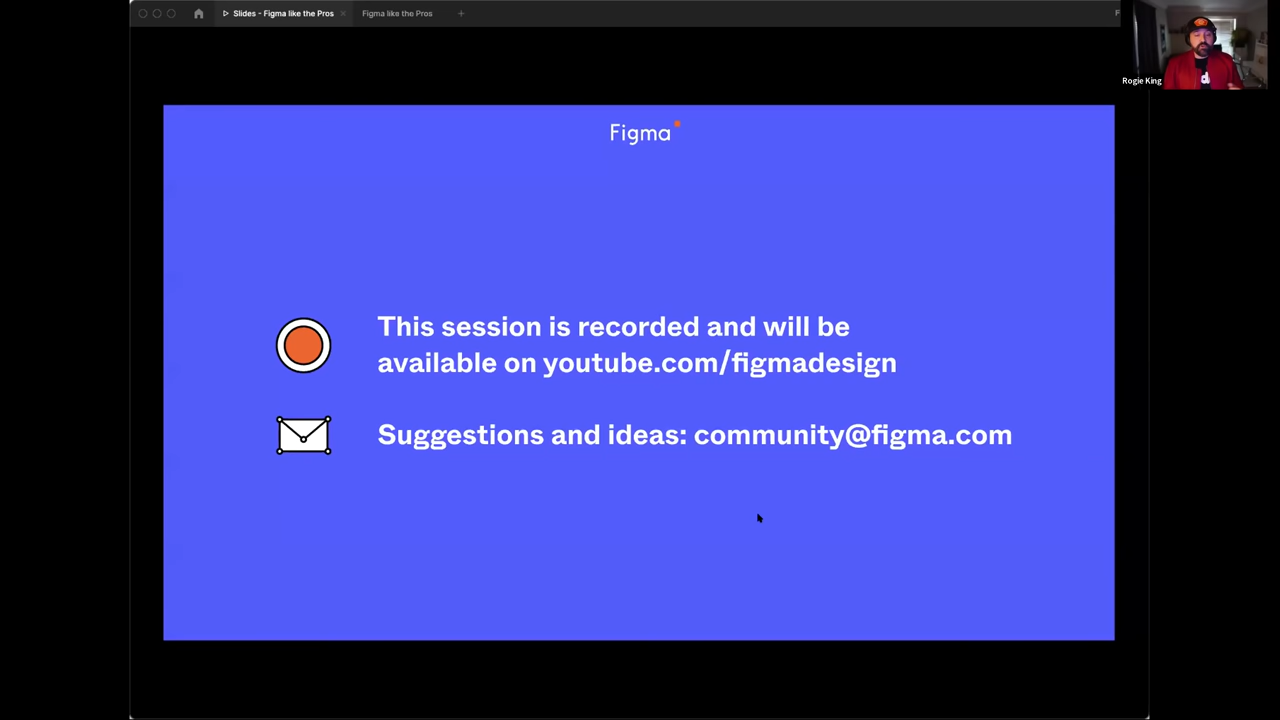 Slides - Figma like the Pros
Figma like the Pros
F
Rogie King
Figma
This session is recorded and will be
available on youtube.com/figmadesign
Suggestions and ideas: community@figma.com